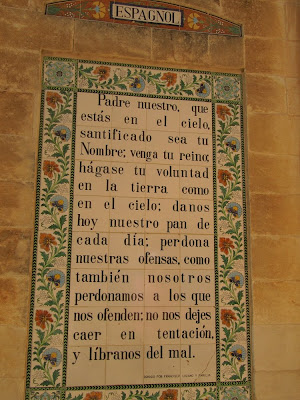 ESPAGNOL
Padre nuestro, que
estás en el cielo,
santificado sea tu
Nombre; venga tu reino;
hágase tu voluntad
en la tierra como
en el cielo; danos
hoy nuestro pan de
cada día; perdona
nuestras ofensas, como
también nosotros
perdonamos a los que
nos ofenden; no nos dejes
caer en tentación,
y líbranos del mal.